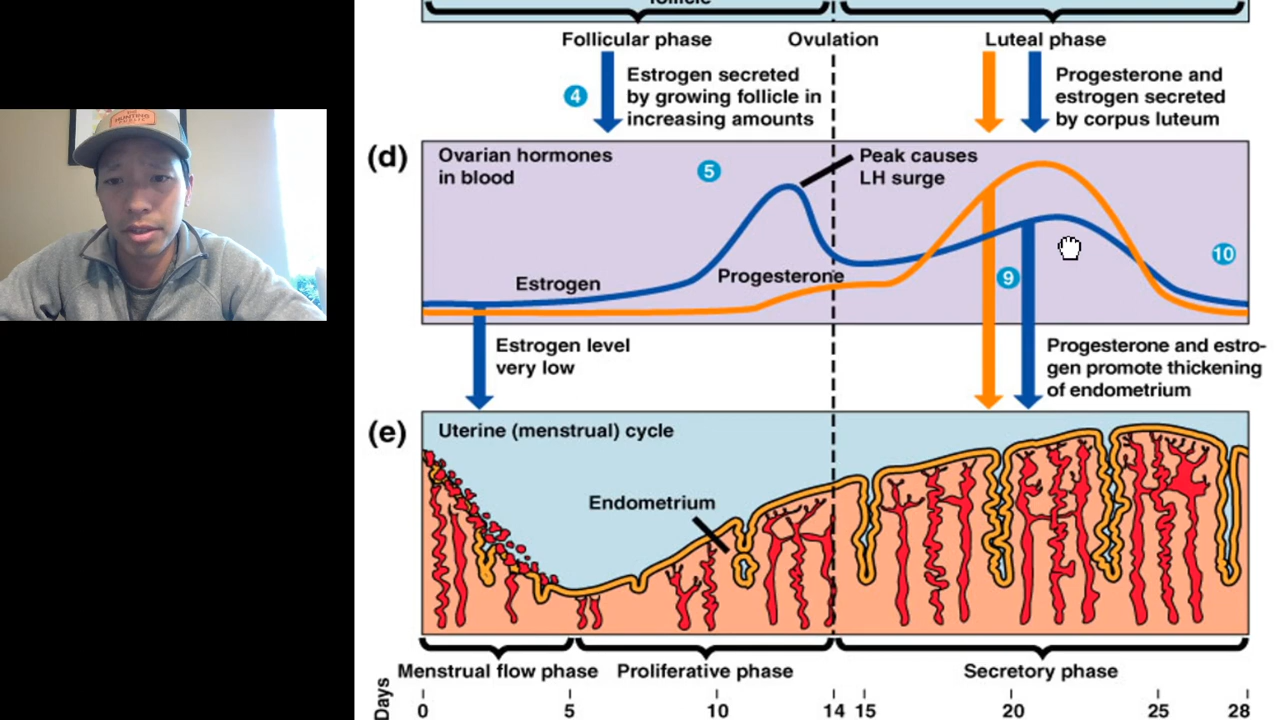 follicle
Follicular phase
Ovulation
Luteal phase
4
Estrogen secreted
by growing follicle in
increasing amounts
Progesterone and
estrogen secreted
by corpus luteum
(d)
Ovarian hormones
in blood
5
Peak causes
LH surge
Estrogen
Progesterone
9
10
Estrogen level
very low
Progesterone and estro-
gen promote thickening
of endometrium
(e)
Uterine (menstrual) cycle
Endometrium
Menstrual flow phase
Proliferative phase
Secretory phase
Days
0 5 10 14 15 20 25 28